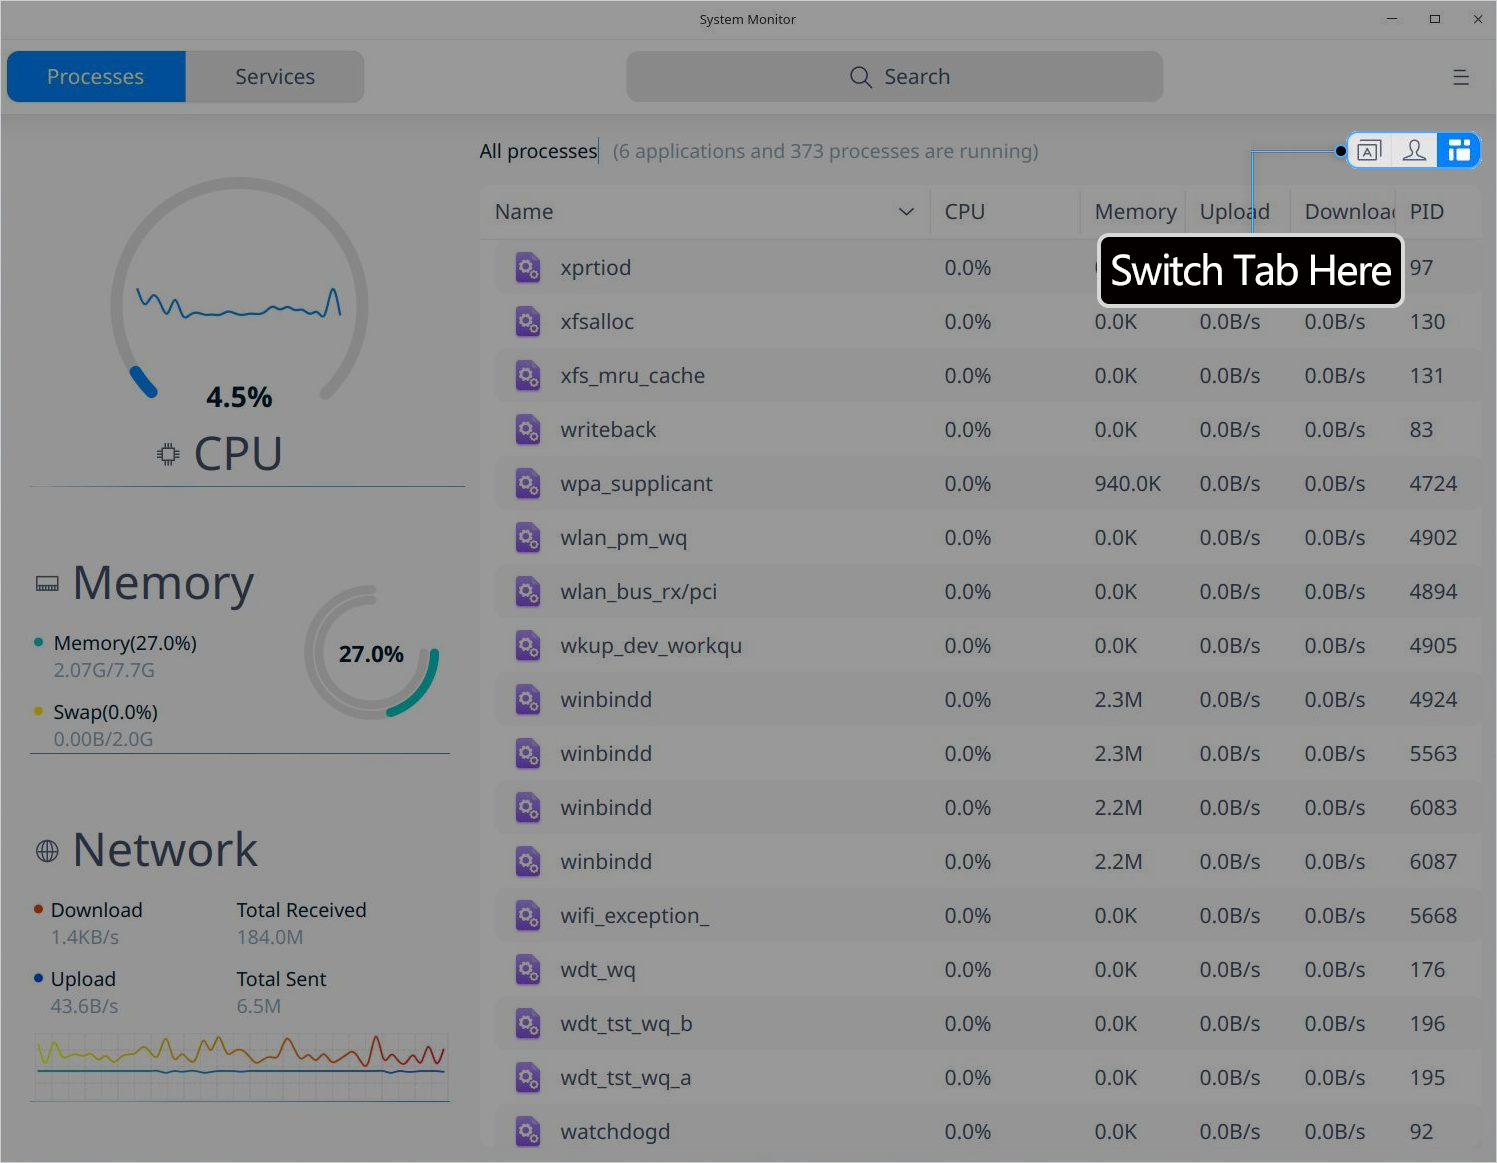 System Monitor
Processes Services Search
All processes (6 applications and 373 processes are running)
Name CPU Memory Upload Downloac PID
Switch Tab Here
xprtiod 0.0% 97
xfsalloc 0.0% 0.0K 0.0B/s 0.0B/s 130
xfs_mru_cache 0.0% 0.0K 0.0B/s 0.0B/s 131
writeback 0.0% 0.0K 0.0B/s 0.0B/s 83
wpa_supplicant 0.0% 940.0K 0.0B/s 0.0B/s 4724
wlan_pm_wq 0.0% 0.0K 0.0B/s 0.0B/s 4902
wlan_bus_rx/pci 0.0% 0.0K 0.0B/s 0.0B/s 4894
wkup_dev_workqu 0.0% 0.0K 0.0B/s 0.0B/s 4905
winbindd 0.0% 2.3M 0.0B/s 0.0B/s 4924
winbindd 0.0% 2.3M 0.0B/s 0.0B/s 5563
winbindd 0.0% 2.2M 0.0B/s 0.0B/s 6083
winbindd 0.0% 2.2M 0.0B/s 0.0B/s 6087
wifi_exception_ 0.0% 0.0K 0.0B/s 0.0B/s 5668
wdt_wq 0.0% 0.0K 0.0B/s 0.0B/s 176
wdt_tst_wq_b 0.0% 0.0K 0.0B/s 0.0B/s 196
wdt_tst_wq_a 0.0% 0.0K 0.0B/s 0.0B/s 195
watchdogd 0.0% 0.0K 0.0B/s 0.0B/s 92
4.5%
CPU
Memory
Memory(27.0%)
2.07G/7.7G
27.0%
Swap(0.0%)
0.00B/2.0G
Network
Download Total Received
1.4KB/s 184.0M
Upload Total Sent
43.6B/s 6.5M